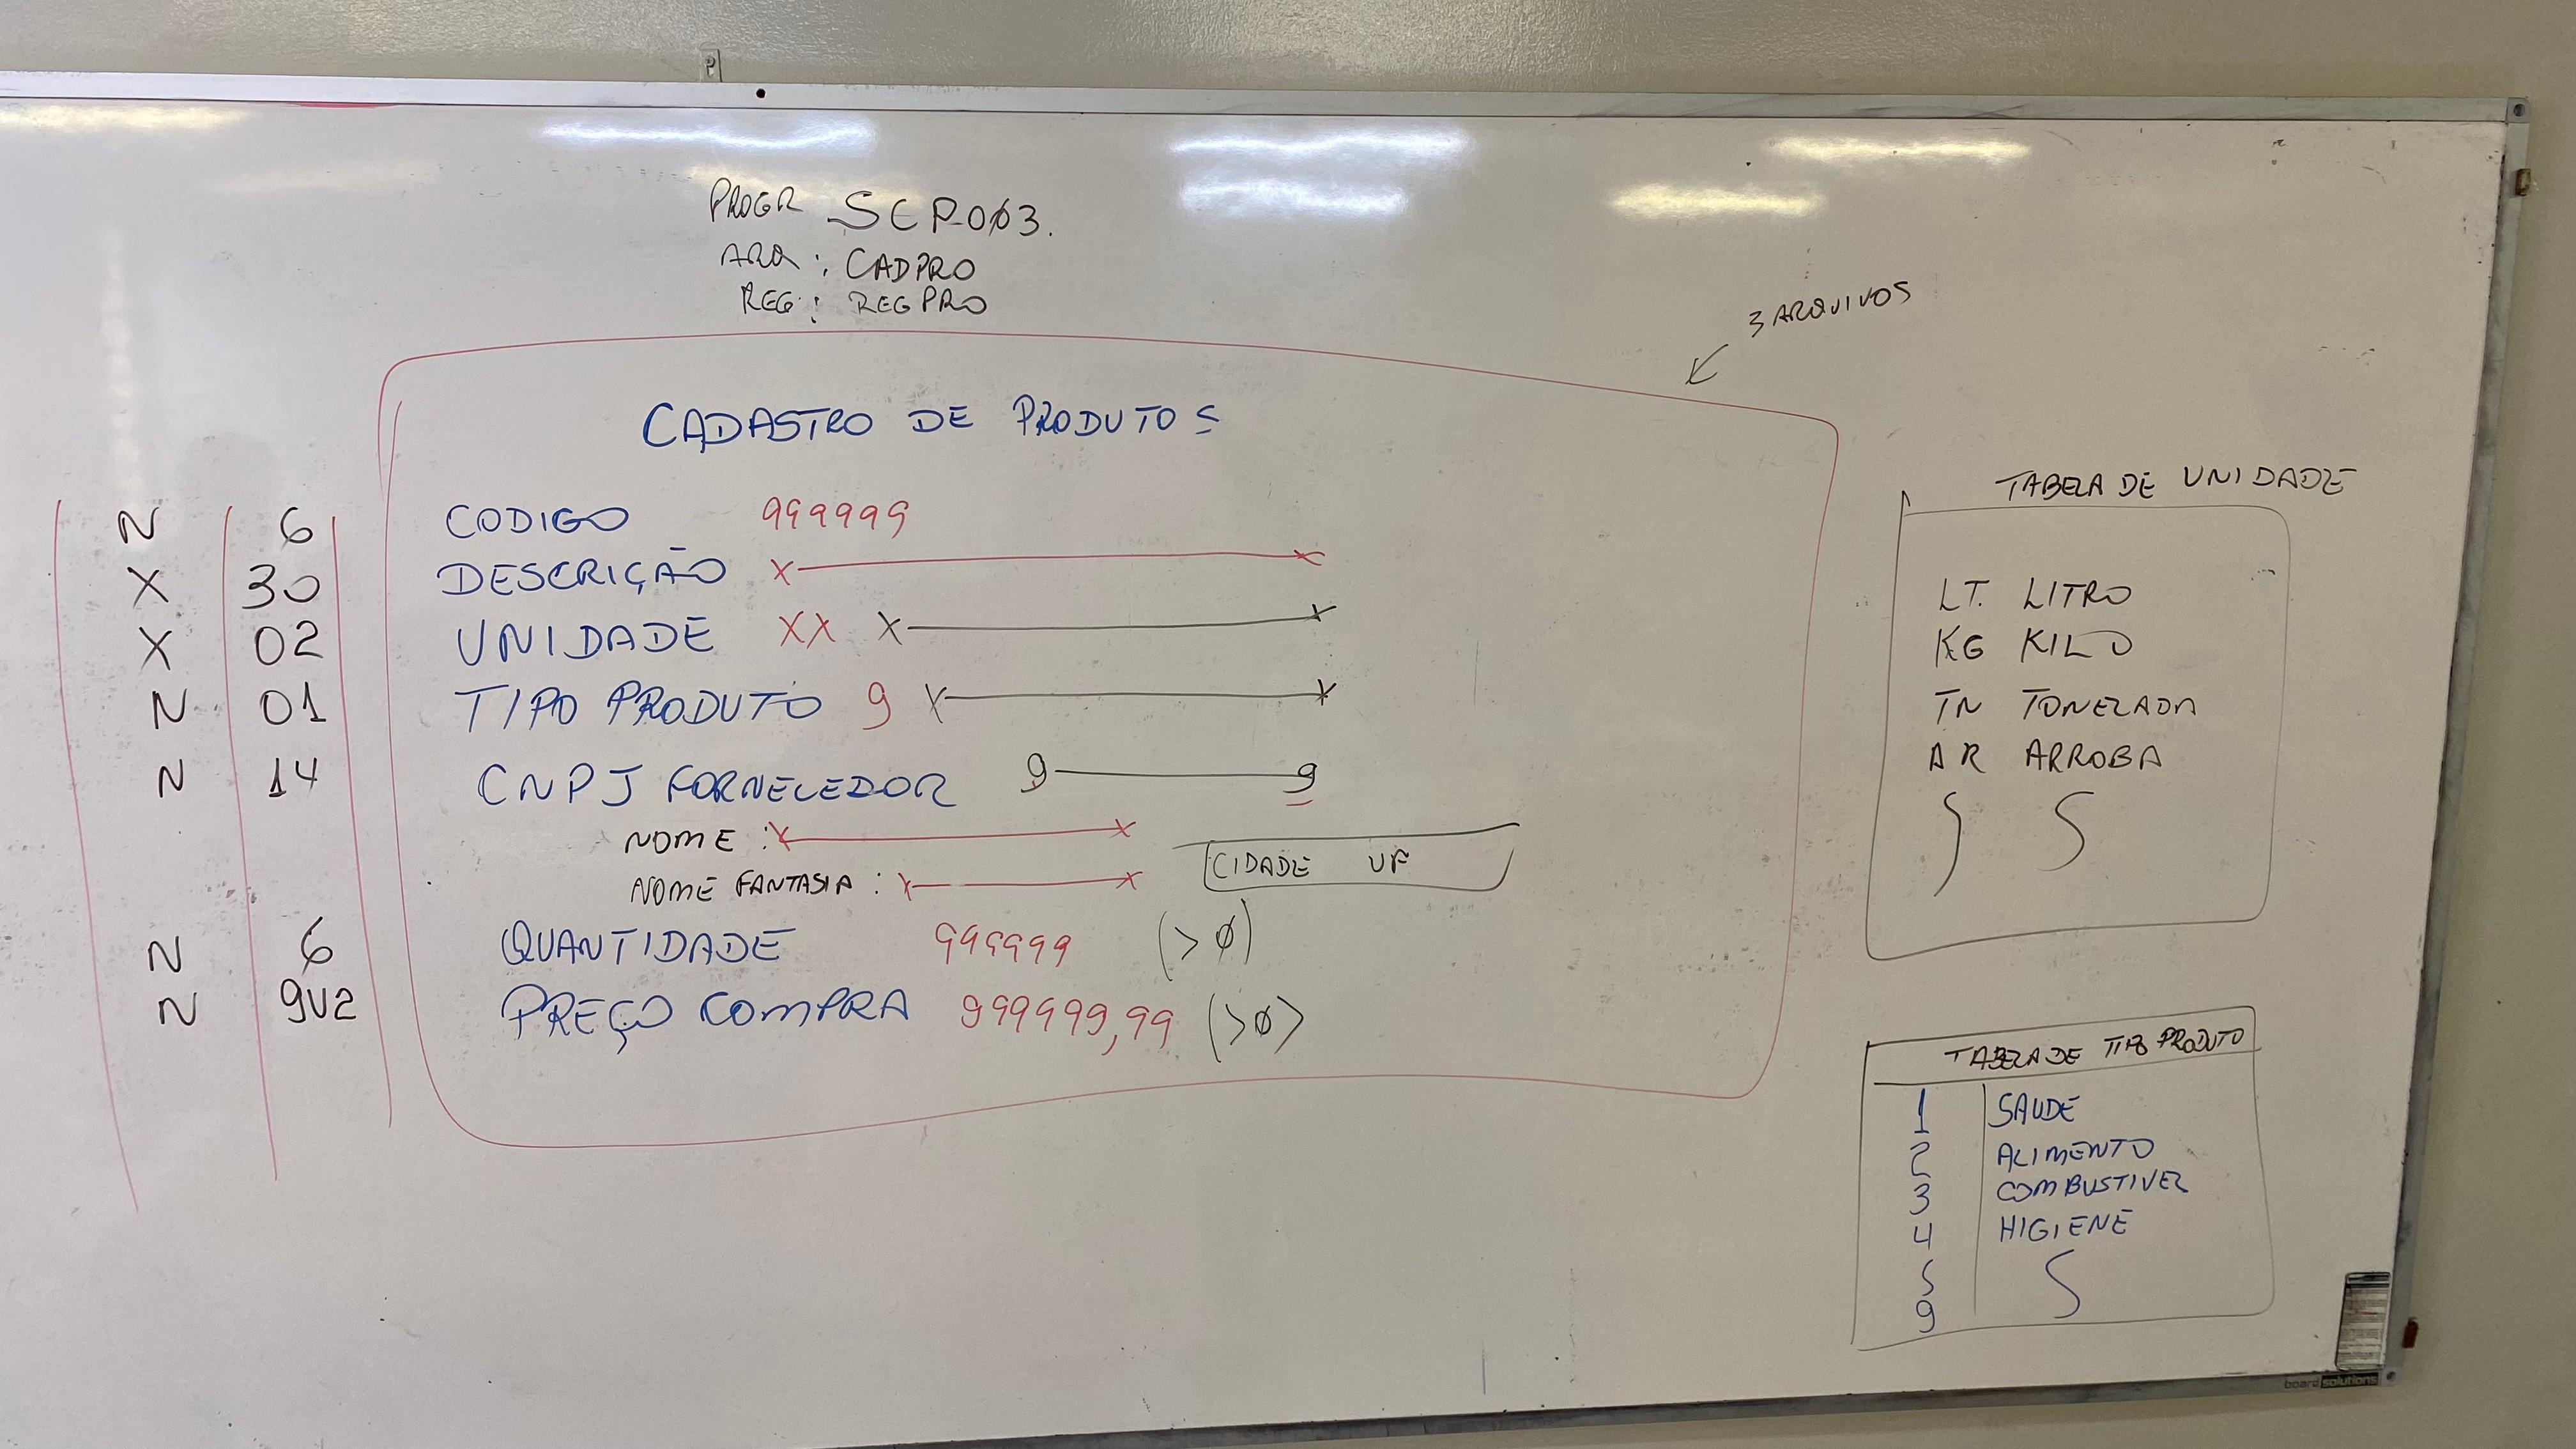 PROGR SCP003.
ARQ: CADPRO
REG: REGPRO
3 ARQUIVOS
CADASTRO DE PRODUTOS
N 6 CODIGO 999999
X 30 DESCRIÇÃO X——X
X 02 UNIDADE XX X——X
N 01 TIPO PRODUTO 9 X——X
N 14 CNPJ FORNECEDOR 9——9
NOME: X——X
NOME FANTASIA: X——X
CIDADE UF
N 6 QUANTIDADE 999999 (>Ø)
N 9V2 PREÇO COMPRA 999999,99 (>Ø)
TABELA DE UNIDADE
LT. LITRO
KG KILO
TN TONELADA
AR ARROBA
TABELA DE TIPO PRODUTO
1 SAUDE
2 ALIMENTO
3 COMBUSTIVEL
4 HIGIENE
9
board solutions